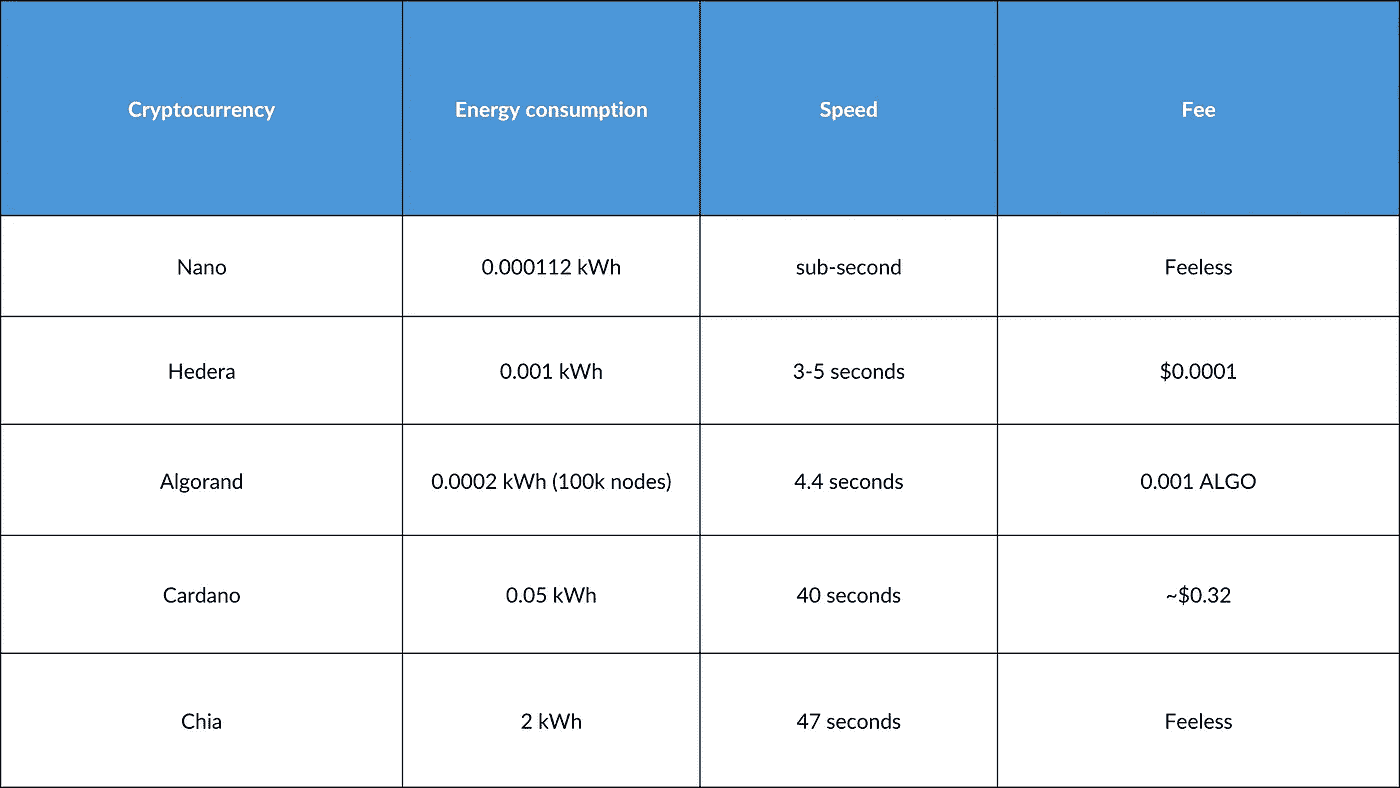 Cryptocurrency Energy consumption Speed Fee
Nano 0.000112 kWh sub-second Feeless
Hedera 0.001 kWh 3-5 seconds $0.0001
Algorand 0.0002 kWh (100k nodes) 4.4 seconds 0.001 ALGO
Cardano 0.05 kWh 40 seconds ~$0.32
Chia 2 kWh 47 seconds Feeless